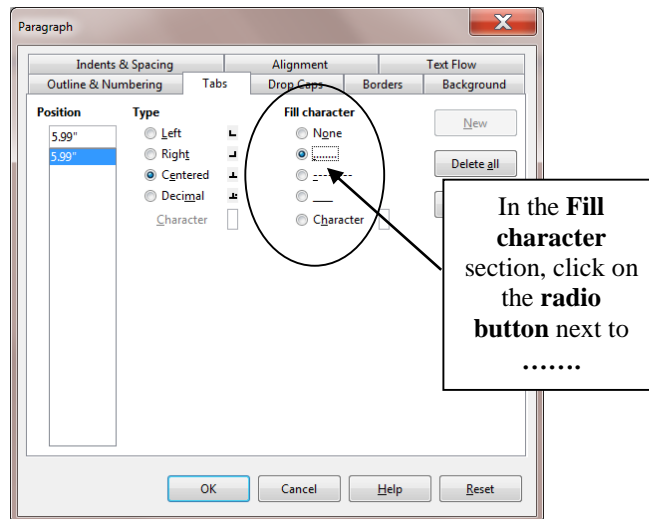 Paragraph
Indents & Spacing Alignment Text Flow
Outline & Numbering Tabs Drop Caps Borders Background
Position Type Fill character
5.99" Left None New
5.99" Right ........ Delete all
Centered -------- 
Decimal ___
Character Character
In the Fill
character
section, click on
the radio
button next to
.......
OK Cancel Help Reset